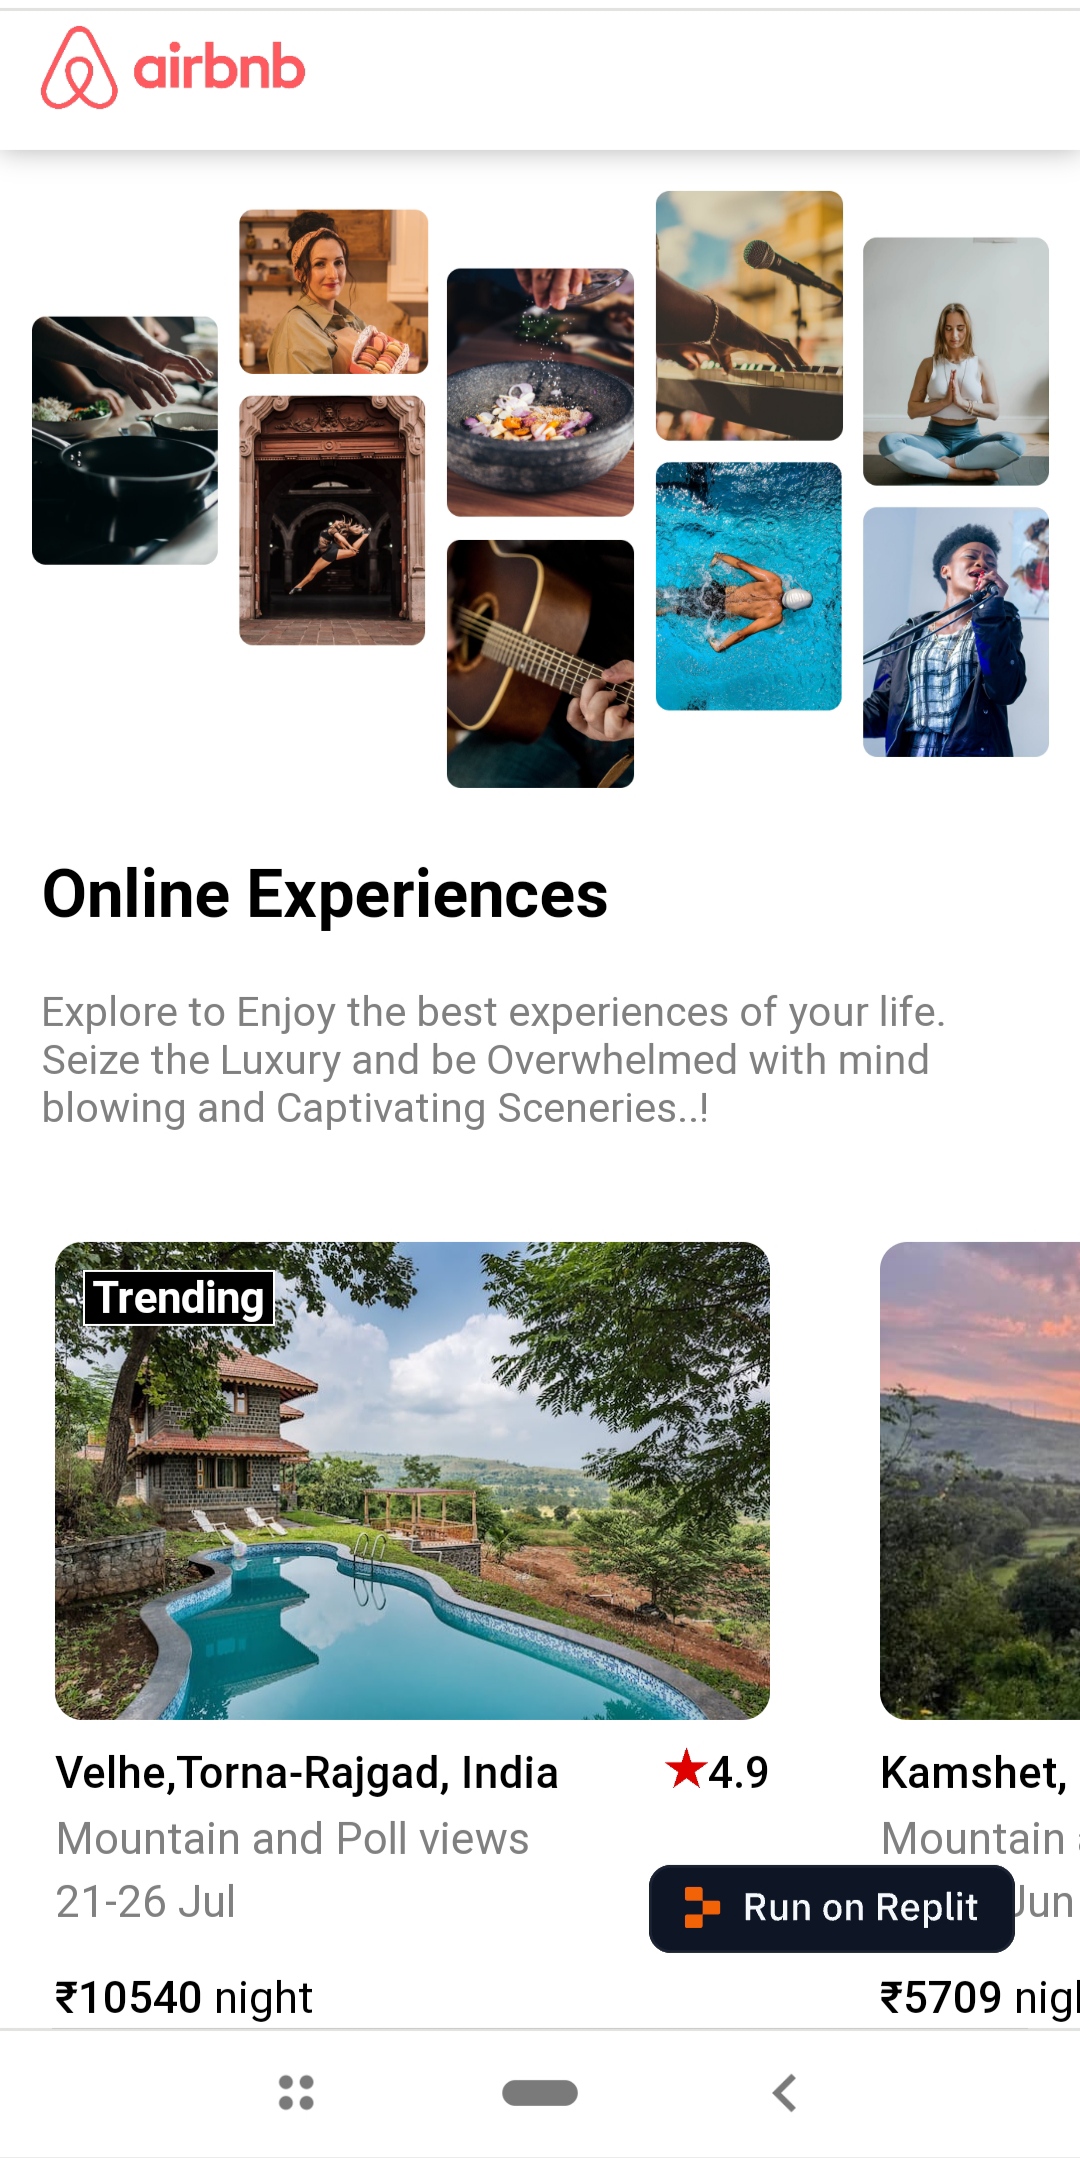 airbnb
Online Experiences
Explore to Enjoy the best experiences of your life.
Seize the Luxury and be Overwhelmed with mind
blowing and Captivating Sceneries..!
Trending
Velhe,Torna-Rajgad, India ★4.9
Mountain and Poll views
21-26 Jul
₹10540 night
Kamshet,
Mountain
Jun
₹5709
Run on Replit